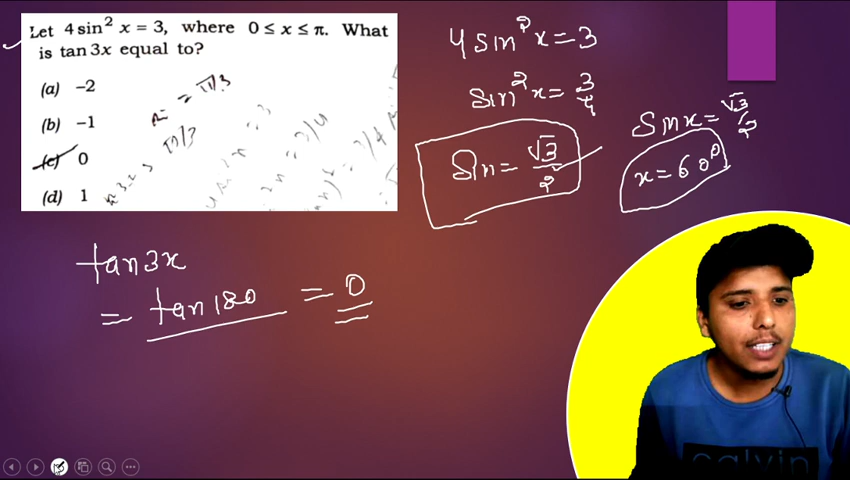 Let 4 sin² x = 3, where 0 ≤ x ≤ π. What
is tan 3x equal to?
(a) −2
(b) −1
(c) 0
(d) 1
= π/3
π/3
4 sin² x = 3
sin² x = 3/4
sin = √3/2
sin x = √3/2
x = 60°
tan 3x
= tan 180 = 0
calvin